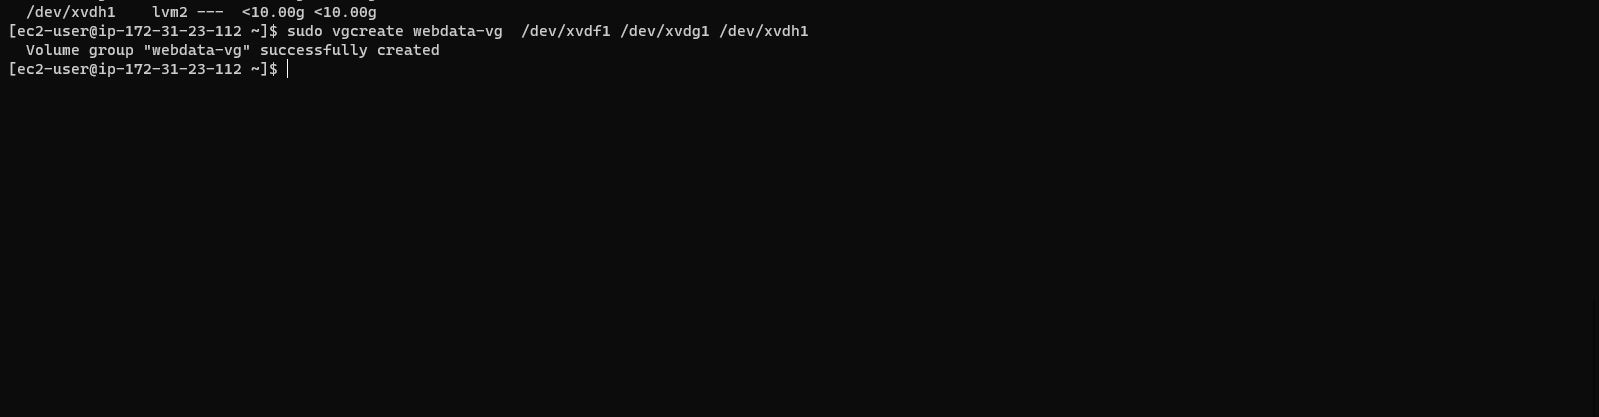 /dev/xvdh1    lvm2 ---  <10.00g <10.00g
[ec2-user@ip-172-31-23-112 ~]$ sudo vgcreate webdata-vg  /dev/xvdf1 /dev/xvdg1 /dev/xvdh1
  Volume group "webdata-vg" successfully created
[ec2-user@ip-172-31-23-112 ~]$